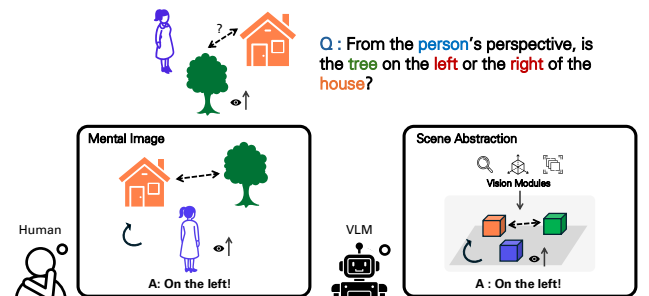 ?
Q : From the person's perspective, is
the tree on the left or the right of the
house?
Mental Image
Scene Abstraction
Vision Modules
Human
VLM
A: On the left!
A : On the left!